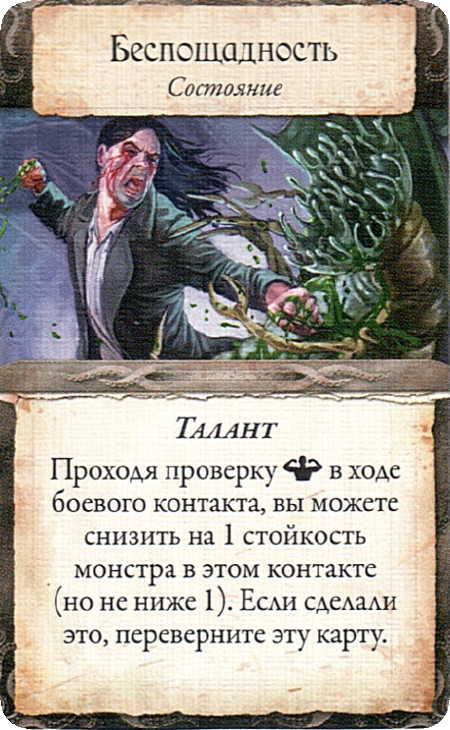 Беспощадность
Состояние
Талант
Проходя проверку в ходе
боевого контакта, вы можете
снизить на 1 стойкость
монстра в этом контакте
(но не ниже 1). Если сделали
это, переверните эту карту.